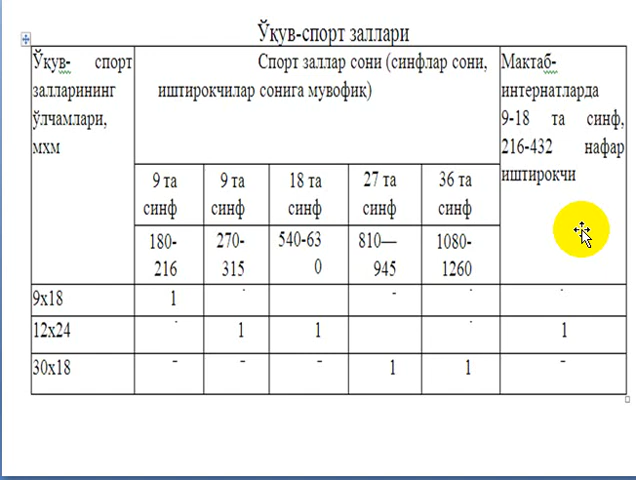 Ўқув-спорт заллари
Ўқув- спорт
залларининг
ўлчамлари,
мхм
Спорт заллар сони (синфлар сони,
иштирокчилар сонига мувофиқ)
Мактаб-
интернатларда
9-18 та синф,
216-432 нафар
иштирокчи
9 та
синф
9 та
синф
18 та
синф
27 та
синф
36 та
синф
180-
216
270-
315
540-63
0
810—
945
1080-
1260
9х18 1 - - - -
12х24 - 1 1 - 1
30х18 - - - 1 1 -